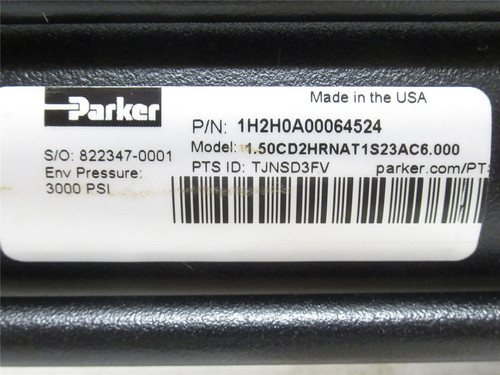 Parker
Made in the USA
P/N: 1H2H0A00064524
Model: 1.50CD2HRNAT1S23AC6.000
S/O: 822347-0001
PTS ID: TJNSD3FV parker.com/PTS
Env Pressure:
3000 PSI